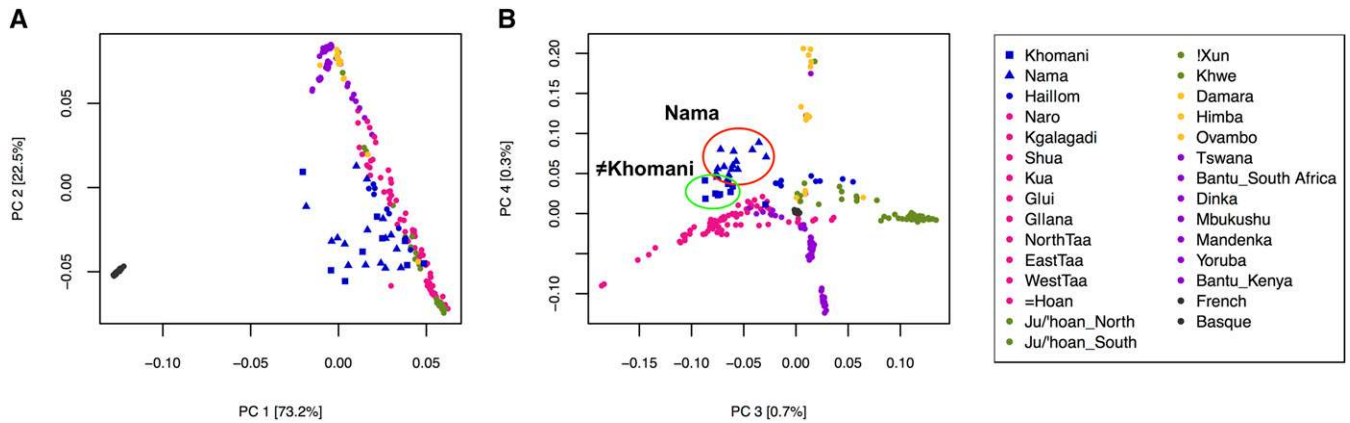 A
B
0.05
0.00
−0.05
PC 2 [22.5%]
−0.10
−0.05
0.00
0.05
PC 1 [73.2%]
0.20
0.15
0.10
0.05
0.00
−0.10
PC 4 [0.3%]
Nama
≠Khomani
−0.15
−0.10
−0.05
0.00
0.05
0.10
PC 3 [0.7%]
Khomani
Nama
Haillom
Naro
Kgalagadi
Shua
Kua
Glui
Gllana
NorthTaa
EastTaa
WestTaa
=Hoan
Ju/'hoan_North
Ju/'hoan_South
!Xun
Khwe
Damara
Himba
Ovambo
Tswana
Bantu_South Africa
Dinka
Mbukushu
Mandenka
Yoruba
Bantu_Kenya
French
Basque